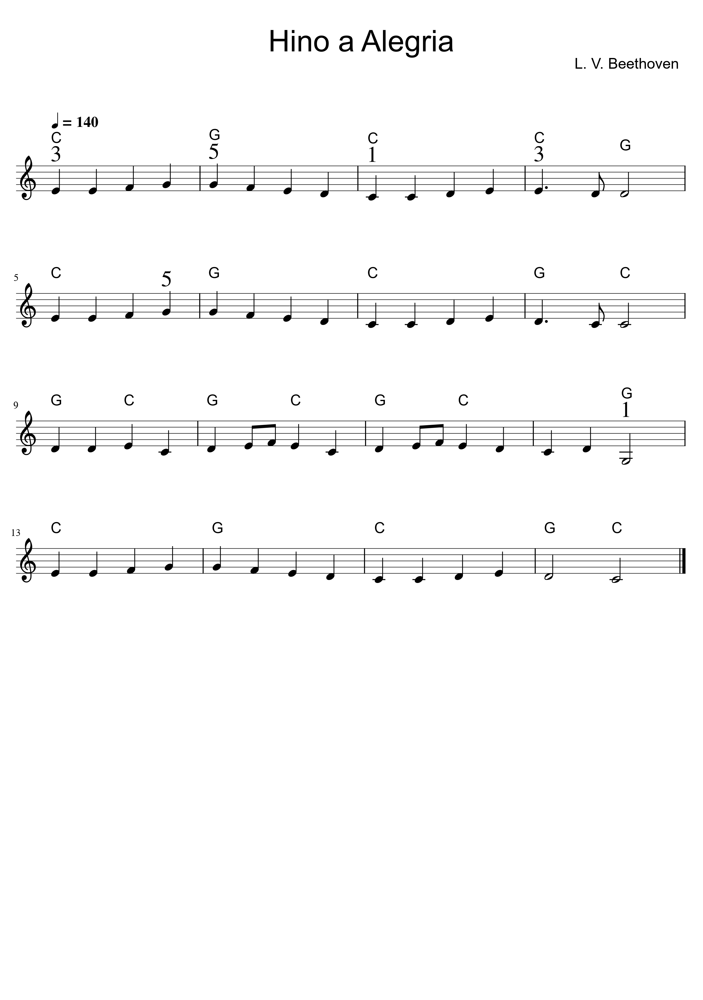 Hino a Alegria
L. V. Beethoven
= 140
C G C C G
3 5 1 3
5 C 5 G C G C
9 G C G C G C G
1
13 C G C G C